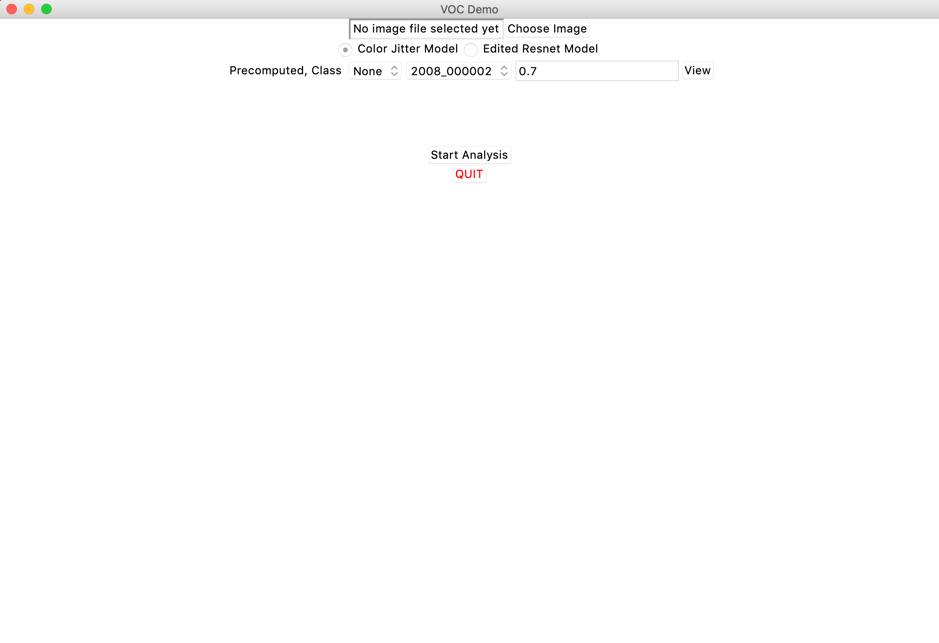 VOC Demo
No image file selected yet Choose Image
Color Jitter Model Edited Resnet Model
Precomputed, Class None 2008_000002 0.7 View
Start Analysis
QUIT